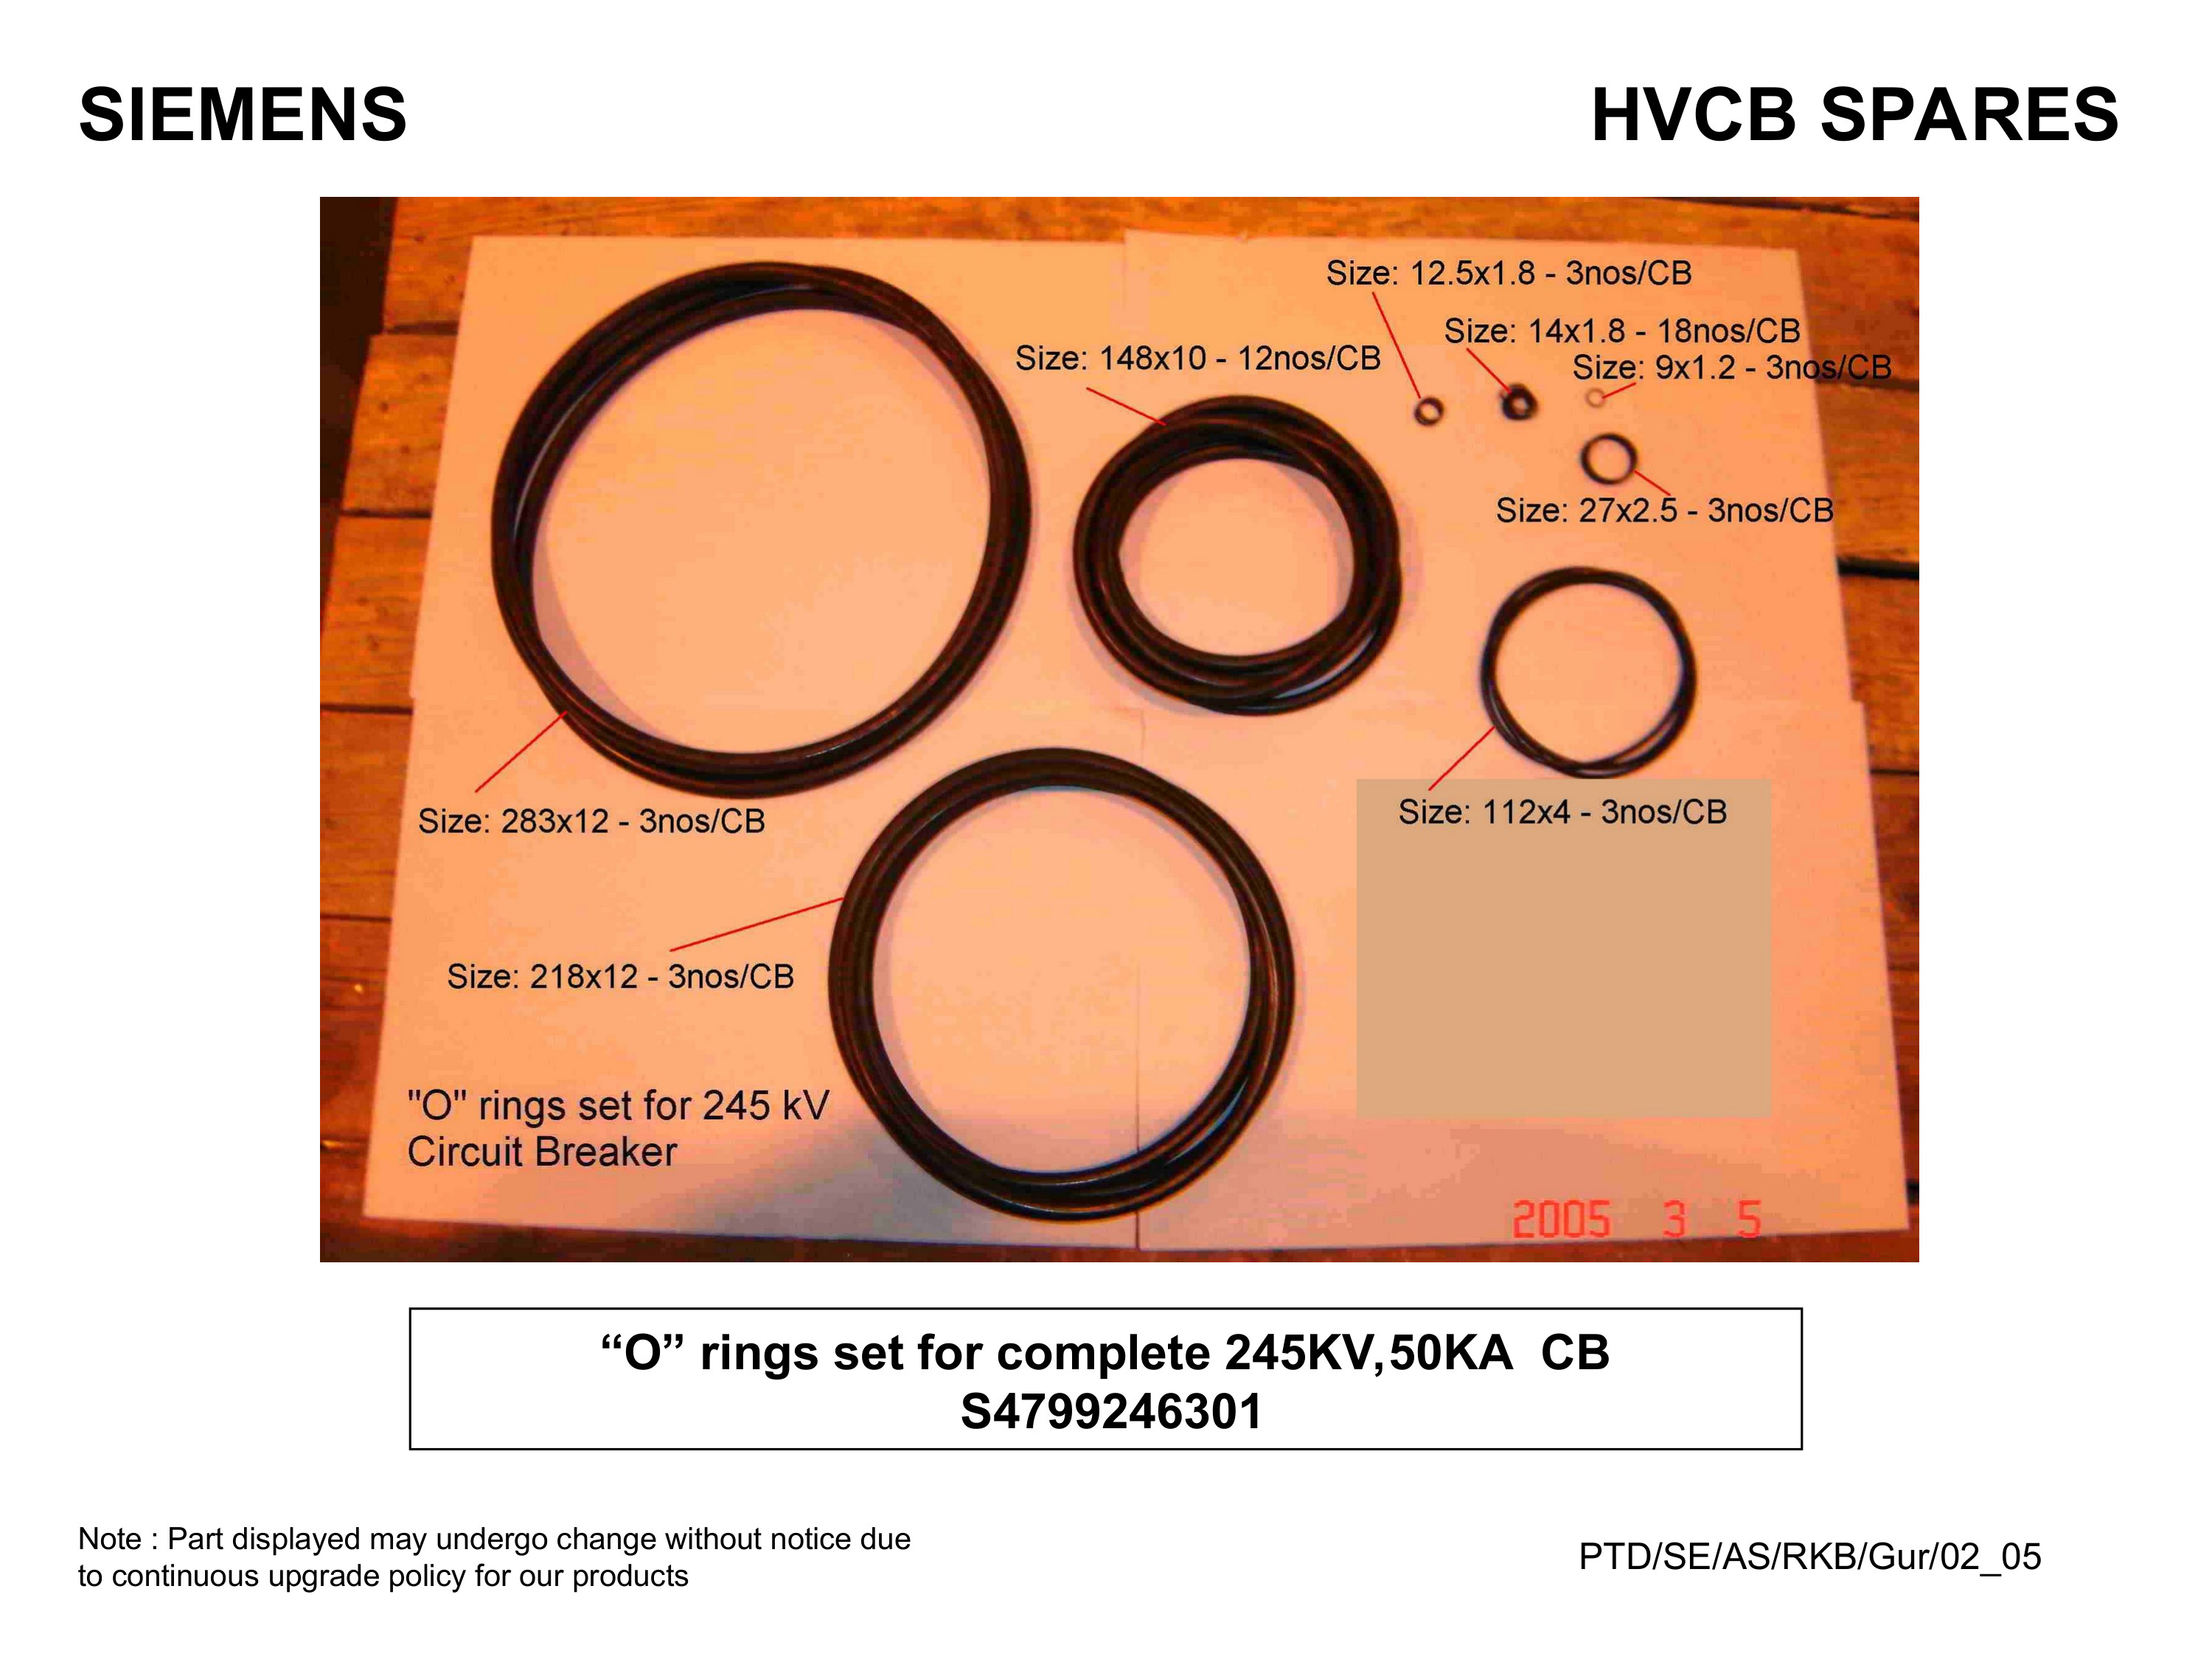 SIEMENS
HVCB SPARES
Size: 12.5x1.8 - 3nos/CB
Size: 14x1.8 - 18nos/CB
Size: 148x10 - 12nos/CB
Size: 9x1.2 - 3nos/CB
Size: 27x2.5 - 3nos/CB
Size: 283x12 - 3nos/CB
Size: 112x4 - 3nos/CB
Size: 218x12 - 3nos/CB
"O" rings set for 245 kV
Circuit Breaker
2005 3 5
“O” rings set for complete 245KV,50KA CB
S4799246301
Note : Part displayed may undergo change without notice due
to continuous upgrade policy for our products
PTD/SE/AS/RKB/Gur/02_05